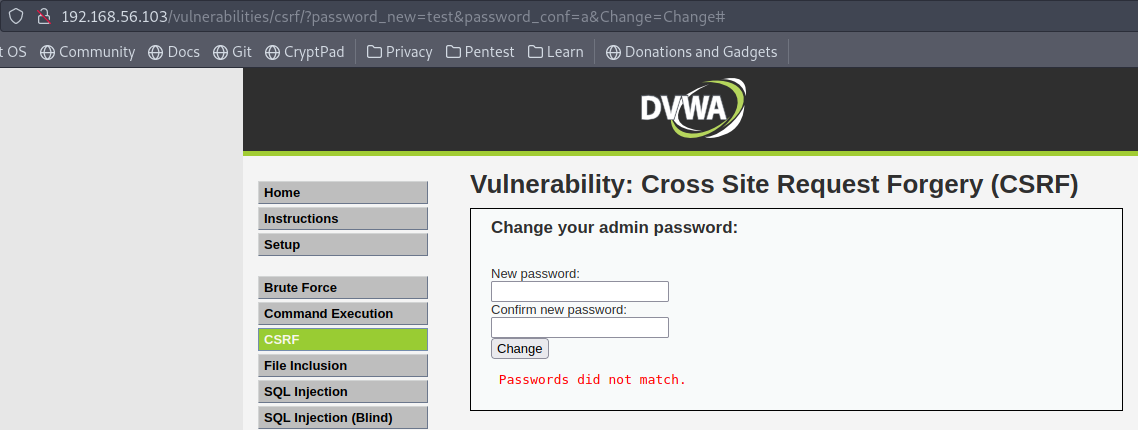 192.168.56.103/vulnerabilities/csrf/?password_new=test&password_conf=a&Change=Change#
t OS Community Docs Git CryptPad Privacy Pentest Learn Donations and Gadgets
DVWA
Vulnerability: Cross Site Request Forgery (CSRF)
Home
Instructions
Setup
Brute Force
Command Execution
CSRF
File Inclusion
SQL Injection
SQL Injection (Blind)
Change your admin password:
New password:
Confirm new password:
Change
Passwords did not match.